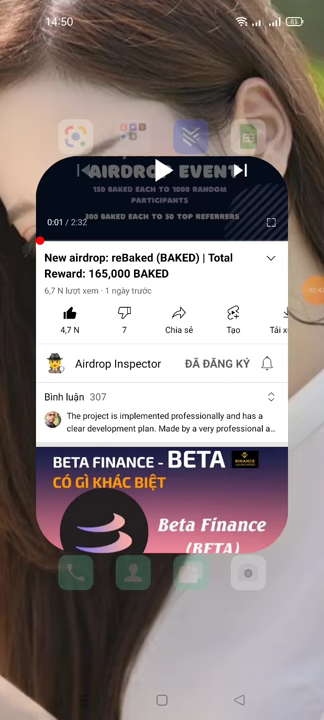 14:50
83
AIRDROP EVENT
150 BAKED EACH TO 1000 RANDOM
PARTICIPANTS
300 BAKED EACH TO 50 TOP REFERRERS
0:01 / 2:32
New airdrop: reBaked (BAKED) | Total
Reward: 165,000 BAKED
6,7 N lượt xem · 1 ngày trước
4,7 N
7
Chia sẻ
Tạo
Tải x
Airdrop Inspector
ĐÃ ĐĂNG KÝ
Bình luận 307
The project is implemented professionally and has a
clear development plan. Made by a very professional a...
BETA FINANCE - BETA
BINANCE
CÓ GÌ KHÁC BIỆT
Beta Finance
(BETA)